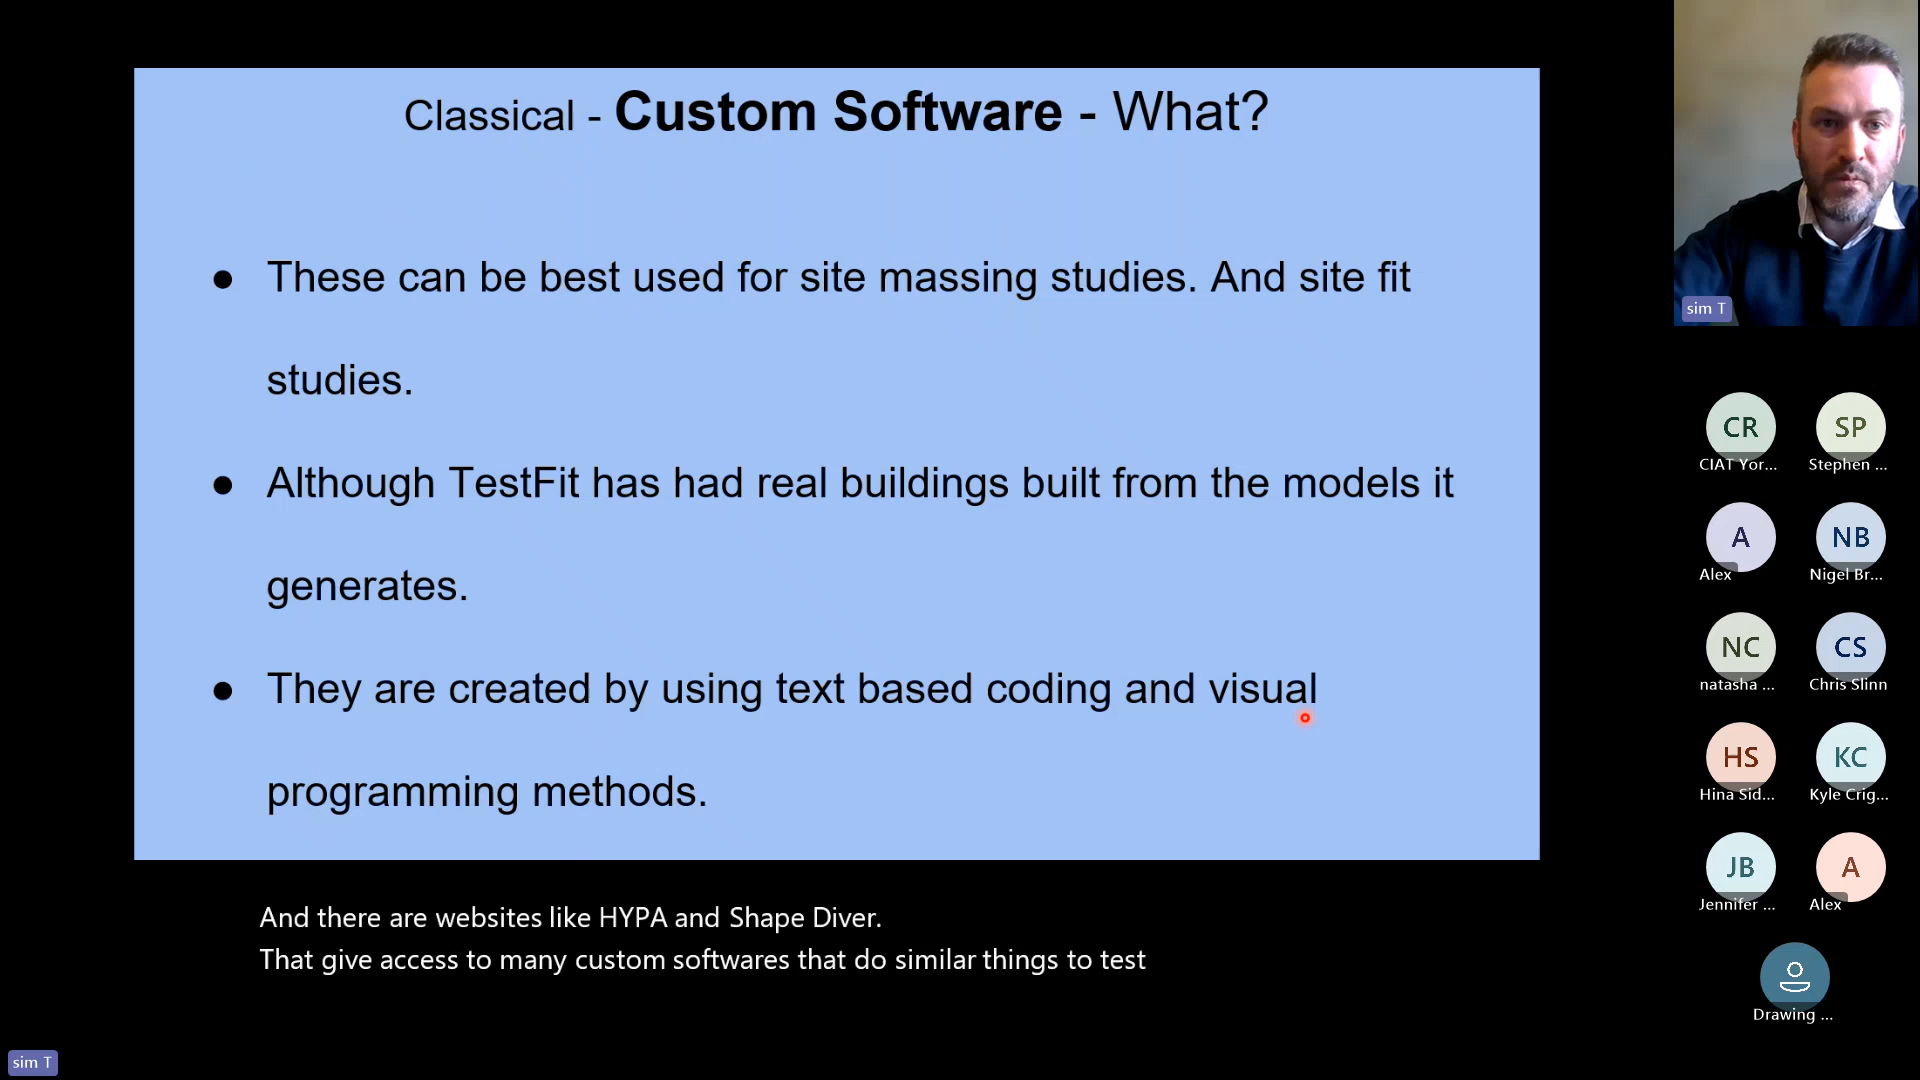 Classical - Custom Software - What?
● These can be best used for site massing studies. And site fit
studies.
● Although TestFit has had real buildings built from the models it
generates.
● They are created by using text based coding and visual
programming methods.
And there are websites like HYPA and Shape Diver.
That give access to many custom softwares that do similar things to test
sim T
sim T
CR
CIAT Yor...
SP
Stephen ...
A
Alex
NB
Nigel Br...
NC
natasha ...
CS
Chris Slinn
HS
Hina Sid...
KC
Kyle Crig...
JB
Jennifer ...
A
Alex
Drawing ...